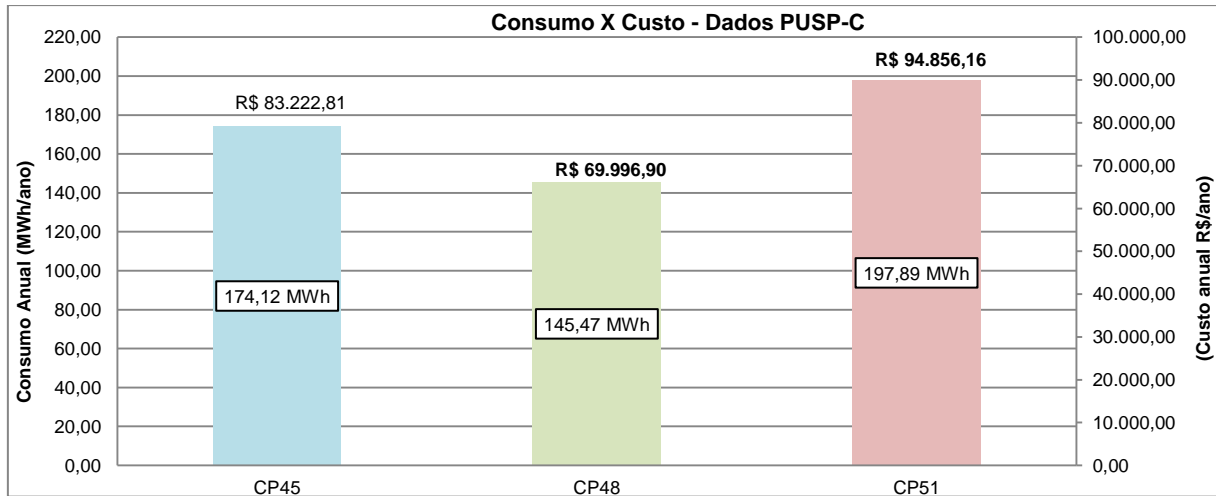 Consumo X Custo - Dados PUSP-C
220,00
200,00
180,00
160,00
140,00
120,00
100,00
80,00
60,00
40,00
20,00
0,00
Consumo Anual (MWh/ano)
R$ 83.222,81
174,12 MWh
R$ 69.996,90
145,47 MWh
R$ 94.856,16
197,89 MWh
CP45
CP48
CP51
100.000,00
90.000,00
80.000,00
70.000,00
60.000,00
50.000,00
40.000,00
30.000,00
20.000,00
10.000,00
0,00
(Custo anual R$/ano)